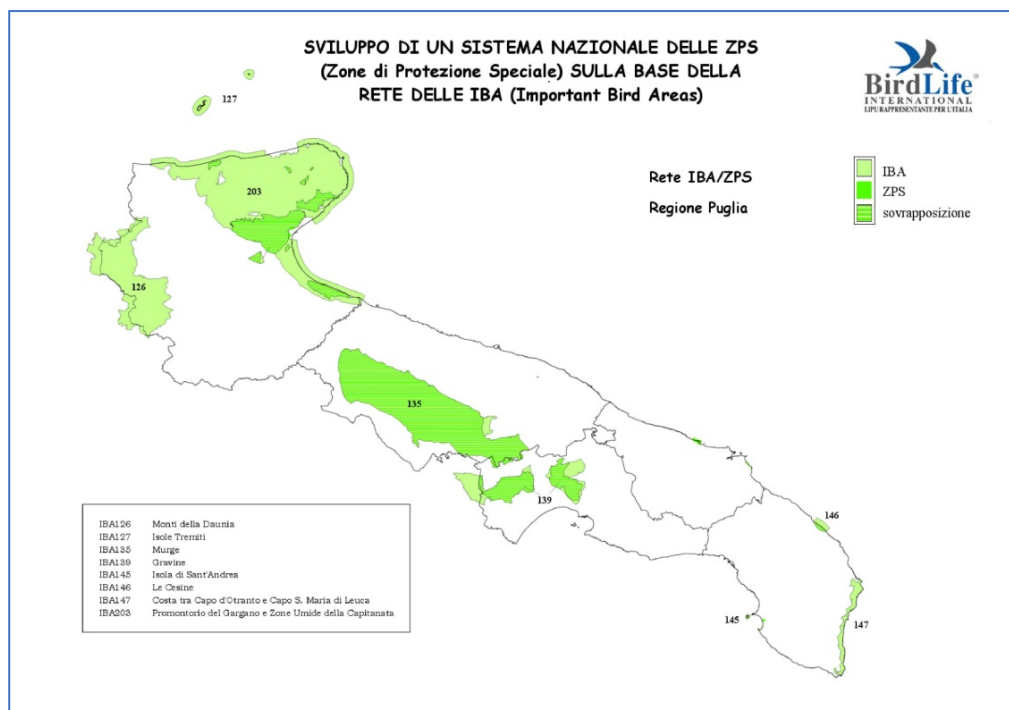 SVILUPPO DI UN SISTEMA NAZIONALE DELLE ZPS
(Zone di Protezione Speciale) SULLA BASE DELLA
RETE DELLE IBA (Important Bird Areas)
BirdLife
INTERNATIONAL
LIPU RAPPRESENTANTE PER L'ITALIA
Rete IBA/ZPS
Regione Puglia
IBA
ZPS
sovrapposizione
127
203
126
135
139
146
145
147
IBA126 Monti della Daunia
IBA127 Isole Tremiti
IBA135 Murge
IBA139 Gravine
IBA145 Isola di Sant'Andrea
IBA146 Le Cesine
IBA147 Costa tra Capo d'Otranto e Capo S. Maria di Leuca
IBA203 Promontorio del Gargano e Zone Umide della Capitanata